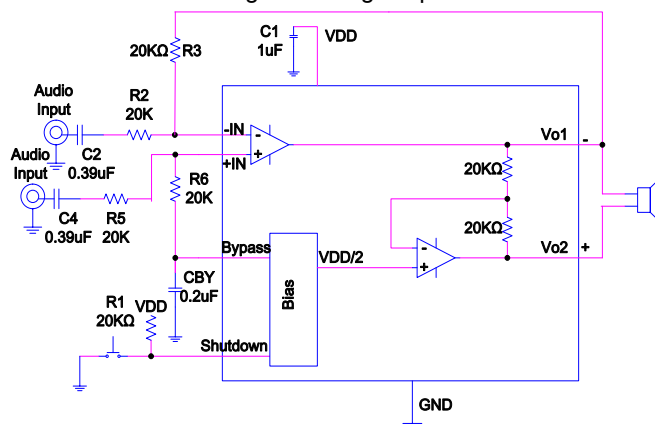 C1
1uF
VDD
20KΩ
R3
Audio
Input
R2
20K
-IN
-
+
+IN
Vo1
-
C2
0.39uF
Audio
Input
20KΩ
R6
20K
C4
0.39uF
R5
20K
20KΩ
Vo2
+
Bypass
VDD/2
-
+
CBY
0.2uF
Bias
R1
20KΩ
VDD
Shutdown
GND